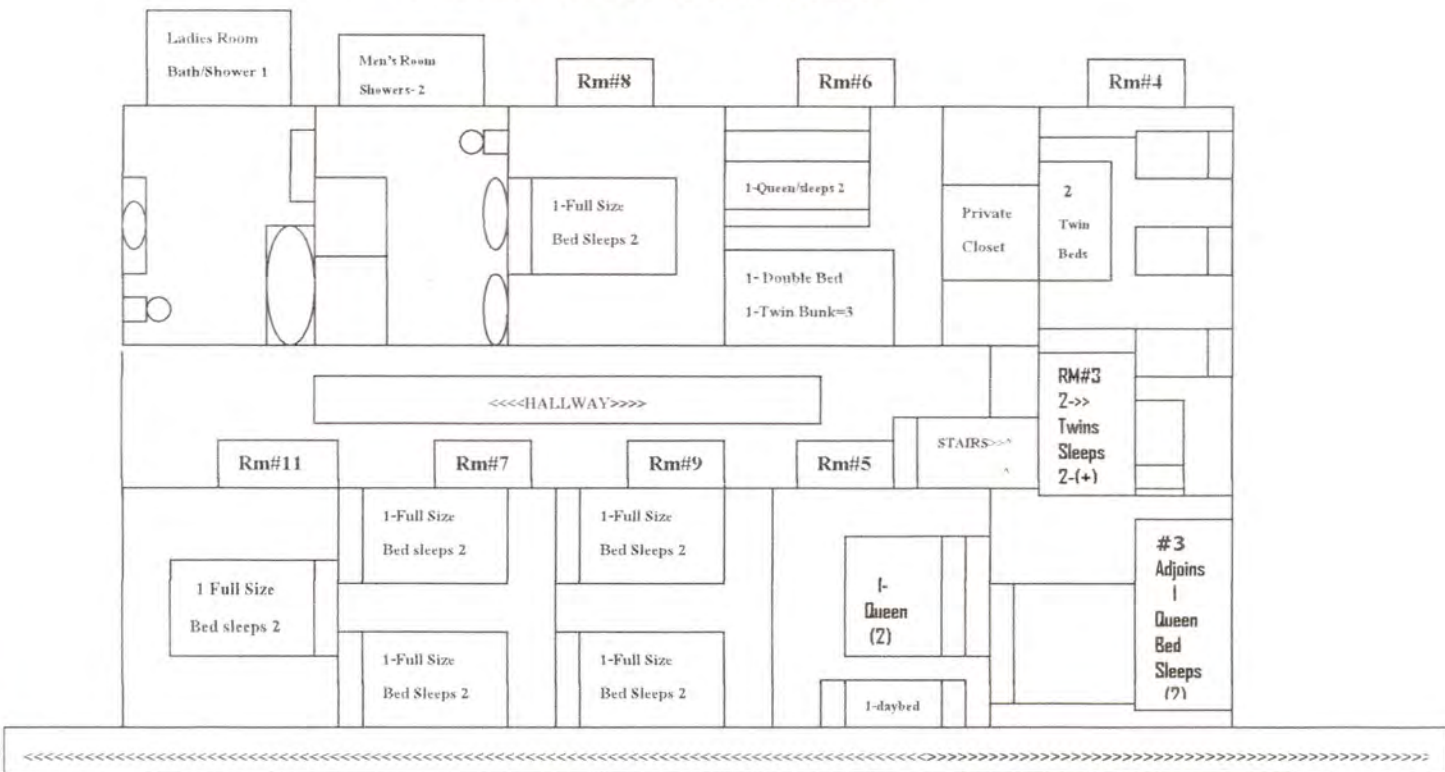 Ladies Room
Bath/Shower 1
Men's Room
Showers- 2
Rm#8
Rm#6
Rm#4
1-Full Size
Bed Sleeps 2
1-Queen/sleeps 2
1- Double Bed
1-Twin Bunk=3
Private
Closet
2
Twin
Beds
<<<<HALLWAY>>>>
STAIRS>>^
^
RM#3
2->>
Twins
Sleeps
2-(+)
Rm#11
Rm#7
Rm#9
Rm#5
1 Full Size
Bed sleeps 2
1-Full Size
Bed sleeps 2
1-Full Size
Bed Sleeps 2
1-Full Size
Bed Sleeps 2
1-Full Size
Bed Sleeps 2
1-
Queen
(2)
1-daybed
#3
Adjoins
1
Queen
Bed
Sleeps
(2)